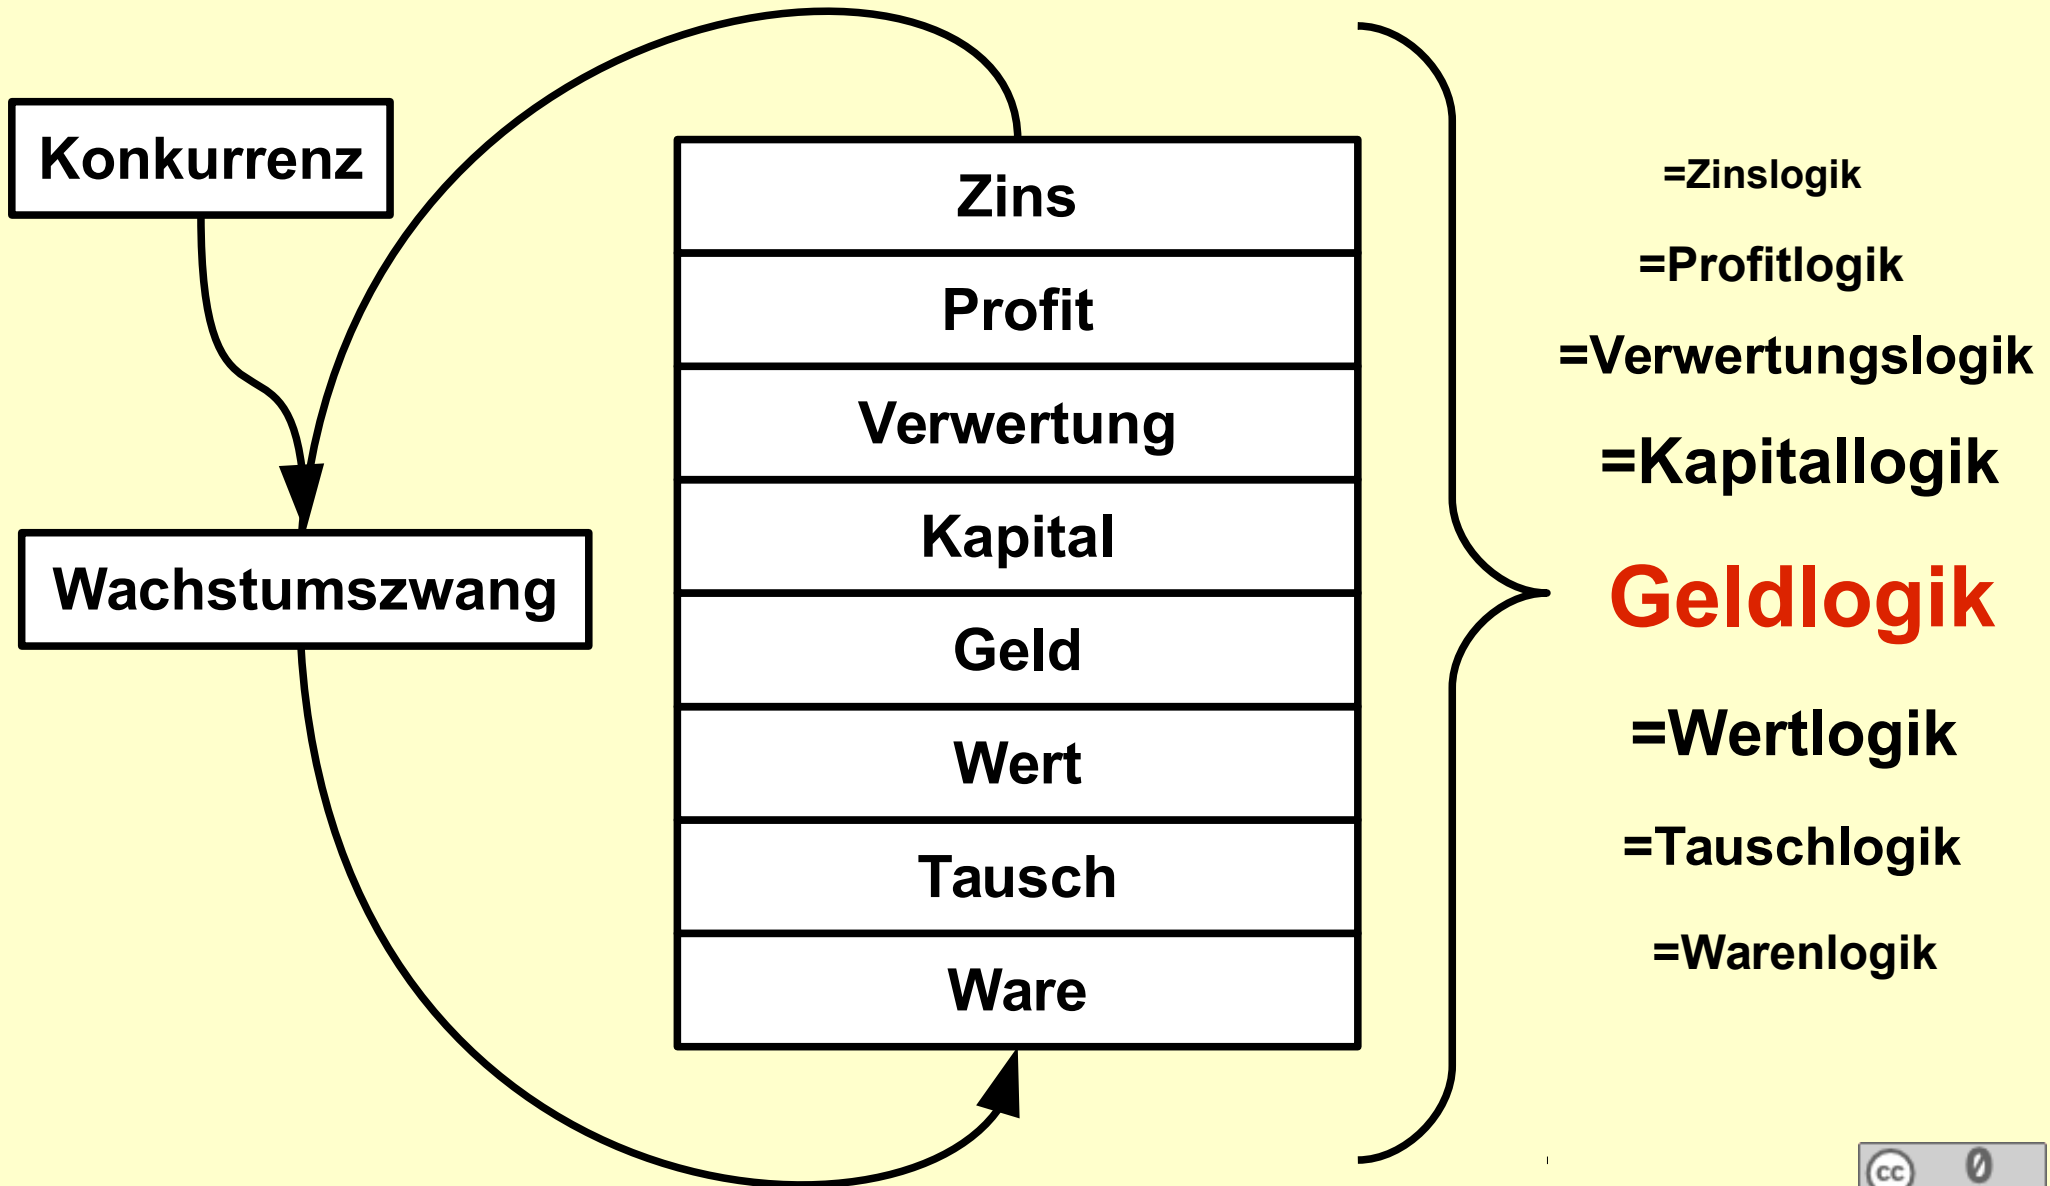 Konkurrenz
Wachstumszwang
Zins
Profit
Verwertung
Kapital
Geld
Wert
Tausch
Ware
=Zinslogik
=Profitlogik
=Verwertungslogik
=Kapitallogik
Geldlogik
=Wertlogik
=Tauschlogik
=Warenlogik
cc 0